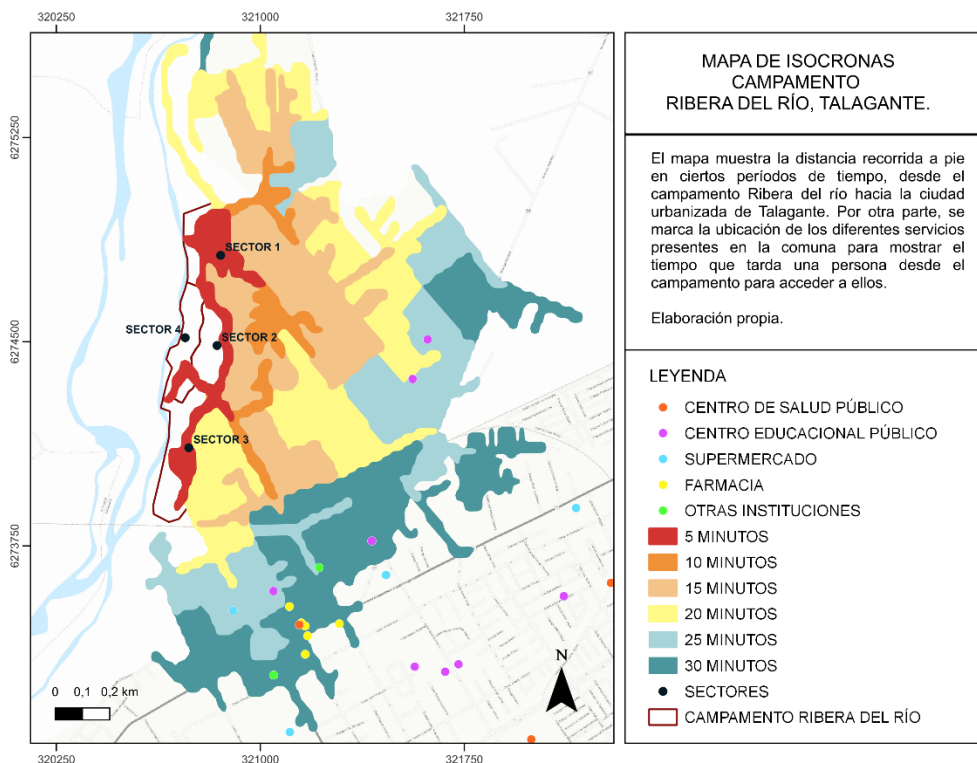 320250
321000
321750
6275250
6274500
6273750
SECTOR 1
SECTOR 4
SECTOR 2
SECTOR 3
0 0,1 0,2 km
N
320250
321000
321750
MAPA DE ISOCRONAS
CAMPAMENTO
RIBERA DEL RÍO, TALAGANTE.
El mapa muestra la distancia recorrida a pie
en ciertos períodos de tiempo, desde el
campamento Ribera del río hacia la ciudad
urbanizada de Talagante. Por otra parte, se
marca la ubicación de los diferentes servicios
presentes en la comuna para mostrar el
tiempo que tarda una persona desde el
campamento para acceder a ellos.
Elaboración propia.
LEYENDA
CENTRO DE SALUD PÚBLICO
CENTRO EDUCACIONAL PÚBLICO
SUPERMERCADO
FARMACIA
OTRAS INSTITUCIONES
5 MINUTOS
10 MINUTOS
15 MINUTOS
20 MINUTOS
25 MINUTOS
30 MINUTOS
SECTORES
CAMPAMENTO RIBERA DEL RÍO